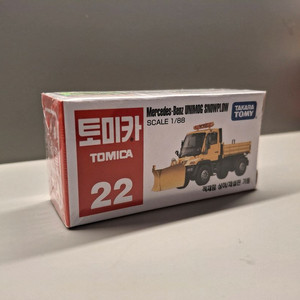 Mercedes-Benz UNIMOG SNOWPLOW
SCALE 1/88
TAKARA TOMY
토미카
TOMICA
22